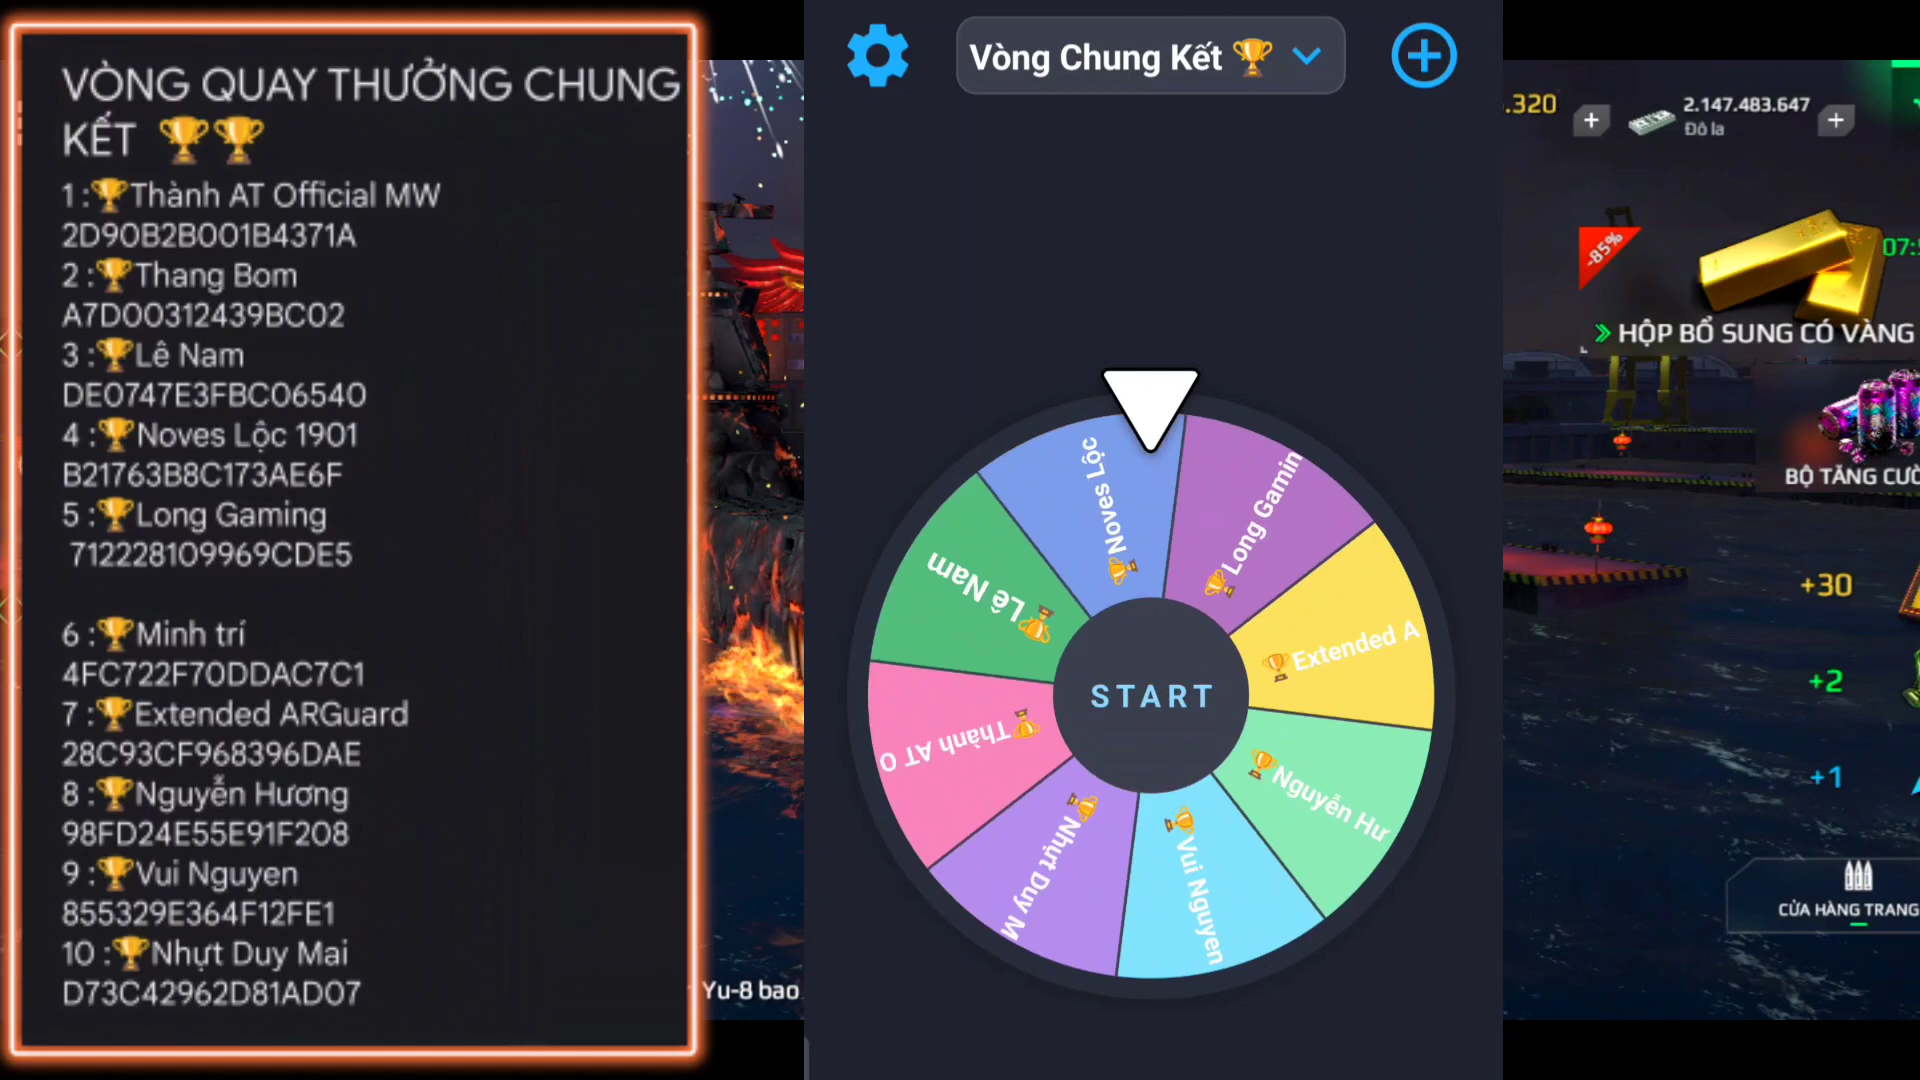 VÒNG QUAY THƯỞNG CHUNG
KẾT 🏆🏆
1 :🏆Thành AT Official MW
2D90B2B001B4371A
2 :🏆Thang Bom
A7D00312439BC02
3 :🏆Lê Nam
DE0747E3FBC06540
4 :🏆Noves Lộc 1901
B21763B8C173AE6F
5 :🏆Long Gaming
712228109969CDE5
6 :🏆Minh trí
4FC722F70DDAC7C1
7 :🏆Extended ARGuard
28C93CF968396DAE
8 :🏆Nguyễn Hương
98FD24E55E91F208
9 :🏆Vui Nguyen
855329E364F12FE1
10 :🏆Nhựt Duy Mai
D73C42962D81AD07
Yu-8 bao
Vòng Chung Kết 🏆
🏆Noves Lộc
🏆Long Gamin
🏆Extended A
🏆Nguyễn Hư
🏆Vui Nguyen
🏆Nhựt Duy M
🏆Thành AT O
🏆Lê Nam
START
.320
2.147.483.647
Đô la
-85%
07:
HỘP BỔ SUNG CÓ VÀNG
BỘ TĂNG CƯỜ
+30
+2
+1
CỬA HÀNG TRANG